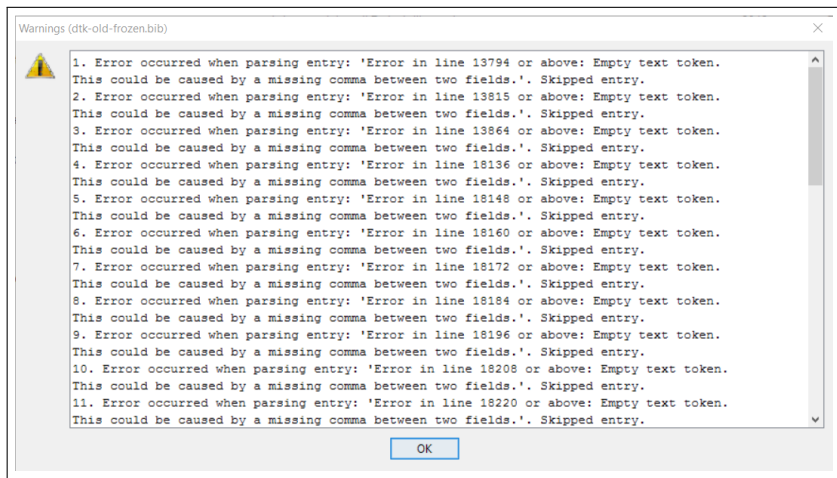 Warnings (dtk-old-frozen.bib)
1. Error occurred when parsing entry: 'Error in line 13794 or above: Empty text token.
This could be caused by a missing comma between two fields.'. Skipped entry.
2. Error occurred when parsing entry: 'Error in line 13815 or above: Empty text token.
This could be caused by a missing comma between two fields.'. Skipped entry.
3. Error occurred when parsing entry: 'Error in line 13864 or above: Empty text token.
This could be caused by a missing comma between two fields.'. Skipped entry.
4. Error occurred when parsing entry: 'Error in line 18136 or above: Empty text token.
This could be caused by a missing comma between two fields.'. Skipped entry.
5. Error occurred when parsing entry: 'Error in line 18148 or above: Empty text token.
This could be caused by a missing comma between two fields.'. Skipped entry.
6. Error occurred when parsing entry: 'Error in line 18160 or above: Empty text token.
This could be caused by a missing comma between two fields.'. Skipped entry.
7. Error occurred when parsing entry: 'Error in line 18172 or above: Empty text token.
This could be caused by a missing comma between two fields.'. Skipped entry.
8. Error occurred when parsing entry: 'Error in line 18184 or above: Empty text token.
This could be caused by a missing comma between two fields.'. Skipped entry.
9. Error occurred when parsing entry: 'Error in line 18196 or above: Empty text token.
This could be caused by a missing comma between two fields.'. Skipped entry.
10. Error occurred when parsing entry: 'Error in line 18208 or above: Empty text token.
This could be caused by a missing comma between two fields.'. Skipped entry.
11. Error occurred when parsing entry: 'Error in line 18220 or above: Empty text token.
This could be caused by a missing comma between two fields.'. Skipped entry.
OK